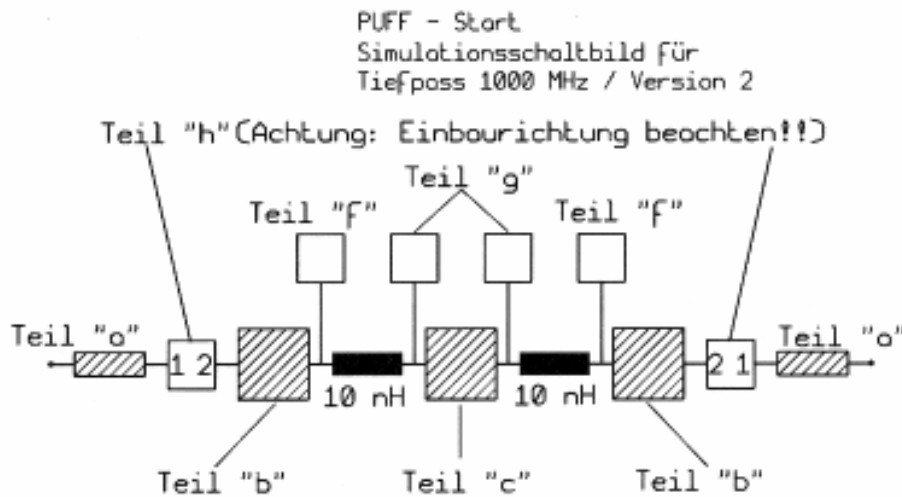 PUFF - Start
Simulationsschaltbild für
Tiefpass 1000 MHz / Version 2
Teil "h" (Achtung: Einbaurichtung beachten!!)
Teil "g"
Teil "f" Teil "f"
Teil "a" Teil "a"
1 2 2 1
10 nH 10 nH
Teil "b" Teil "c" Teil "b"